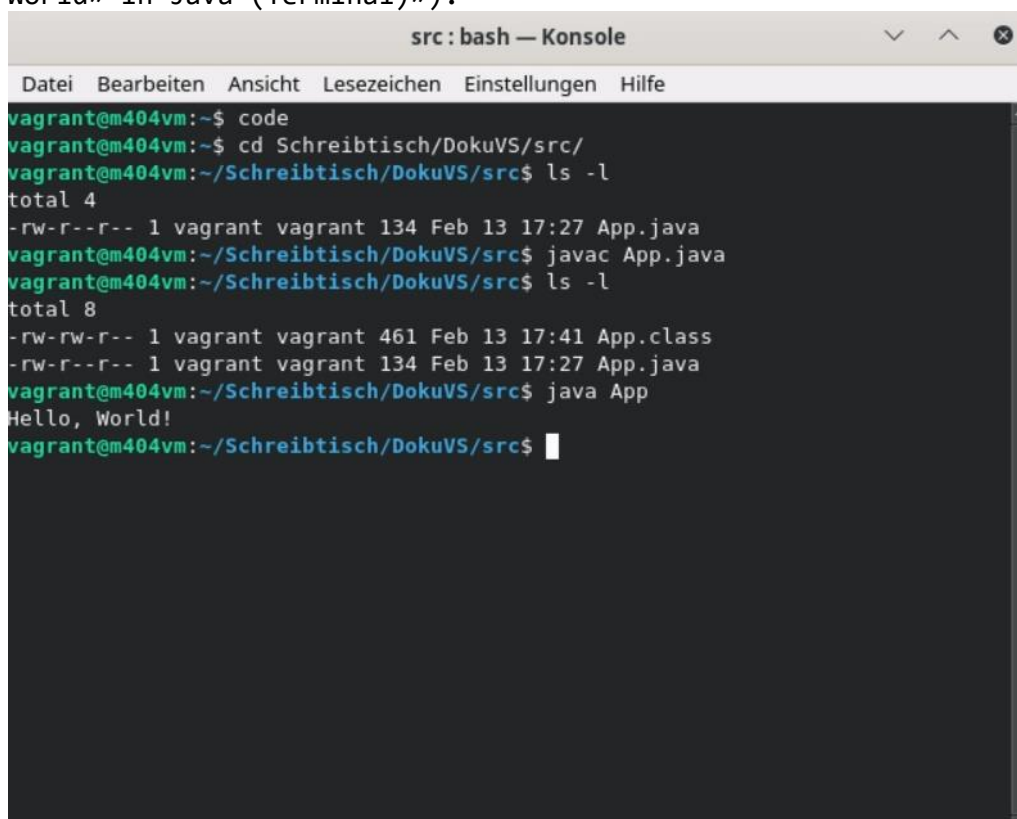 World» in Java (Terminal)»).
src : bash — Konsole
Datei Bearbeiten Ansicht Lesezeichen Einstellungen Hilfe
vagrant@m404vm:~$ code
vagrant@m404vm:~$ cd Schreibtisch/DokuVS/src/
vagrant@m404vm:~/Schreibtisch/DokuVS/src$ ls -l
total 4
-rw-r--r-- 1 vagrant vagrant 134 Feb 13 17:27 App.java
vagrant@m404vm:~/Schreibtisch/DokuVS/src$ javac App.java
vagrant@m404vm:~/Schreibtisch/DokuVS/src$ ls -l
total 8
-rw-rw-r-- 1 vagrant vagrant 461 Feb 13 17:41 App.class
-rw-r--r-- 1 vagrant vagrant 134 Feb 13 17:27 App.java
vagrant@m404vm:~/Schreibtisch/DokuVS/src$ java App
Hello, World!
vagrant@m404vm:~/Schreibtisch/DokuVS/src$